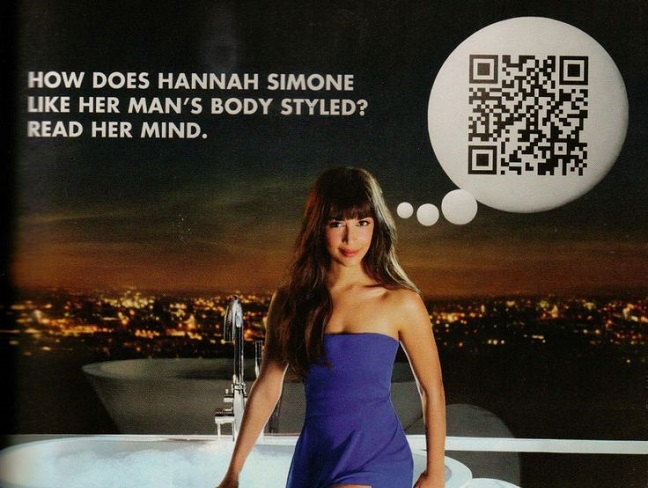 HOW DOES HANNAH SIMONE
LIKE HER MAN'S BODY STYLED?
READ HER MIND.